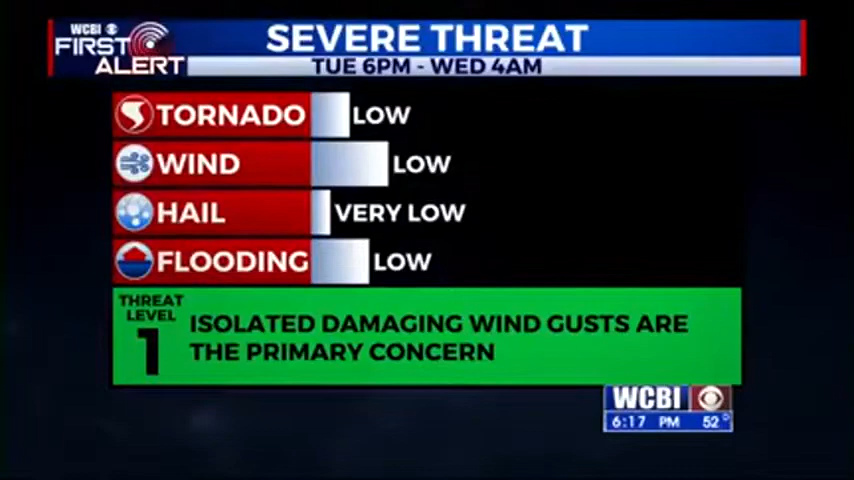 WCBI
FIRST
ALERT
SEVERE THREAT
TUE 6PM - WED 4AM
TORNADO LOW
WIND LOW
HAIL VERY LOW
FLOODING LOW
THREAT
LEVEL
1
ISOLATED DAMAGING WIND GUSTS ARE
THE PRIMARY CONCERN
WCBI
6:17 PM 52°